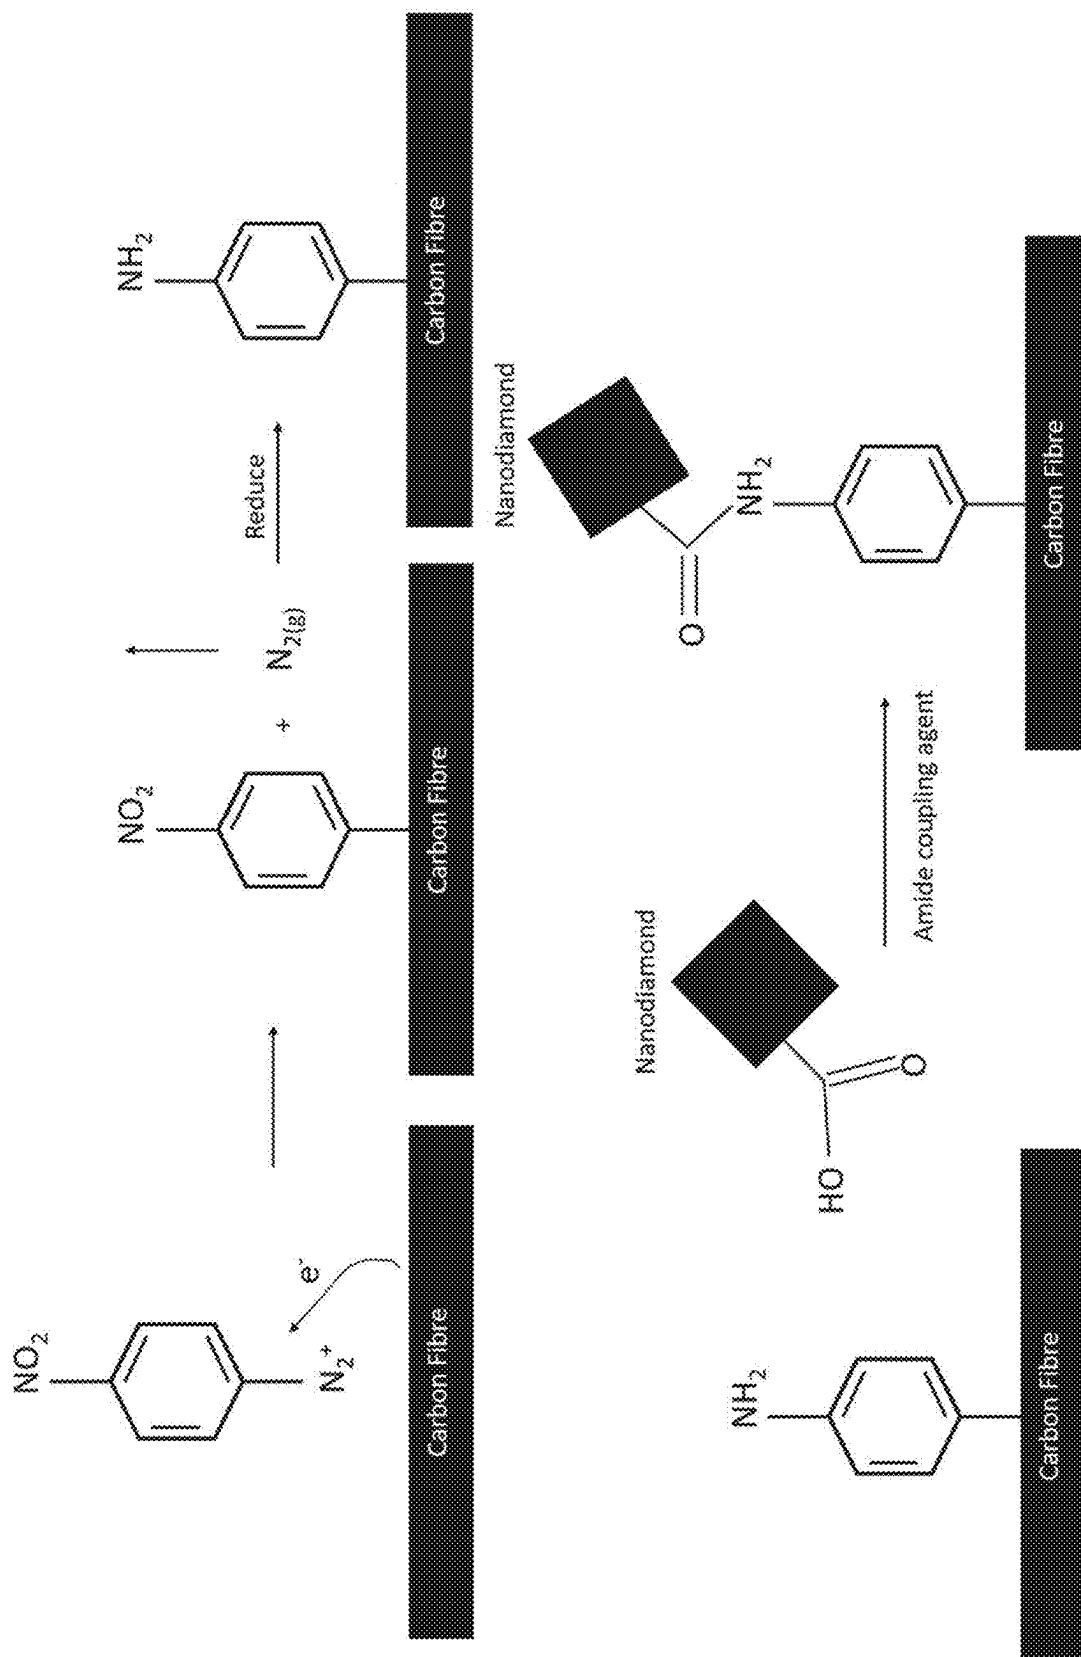 NO₂
N₂⁺
e⁻
Carbon Fibre
NO₂
+
N₂(g)
Carbon Fibre
Reduce
NH₂
Carbon Fibre
NH₂
Carbon Fibre
Nanodiamond
HO
O
Amide coupling agent
Nanodiamond
O
NH₂
Carbon Fibre